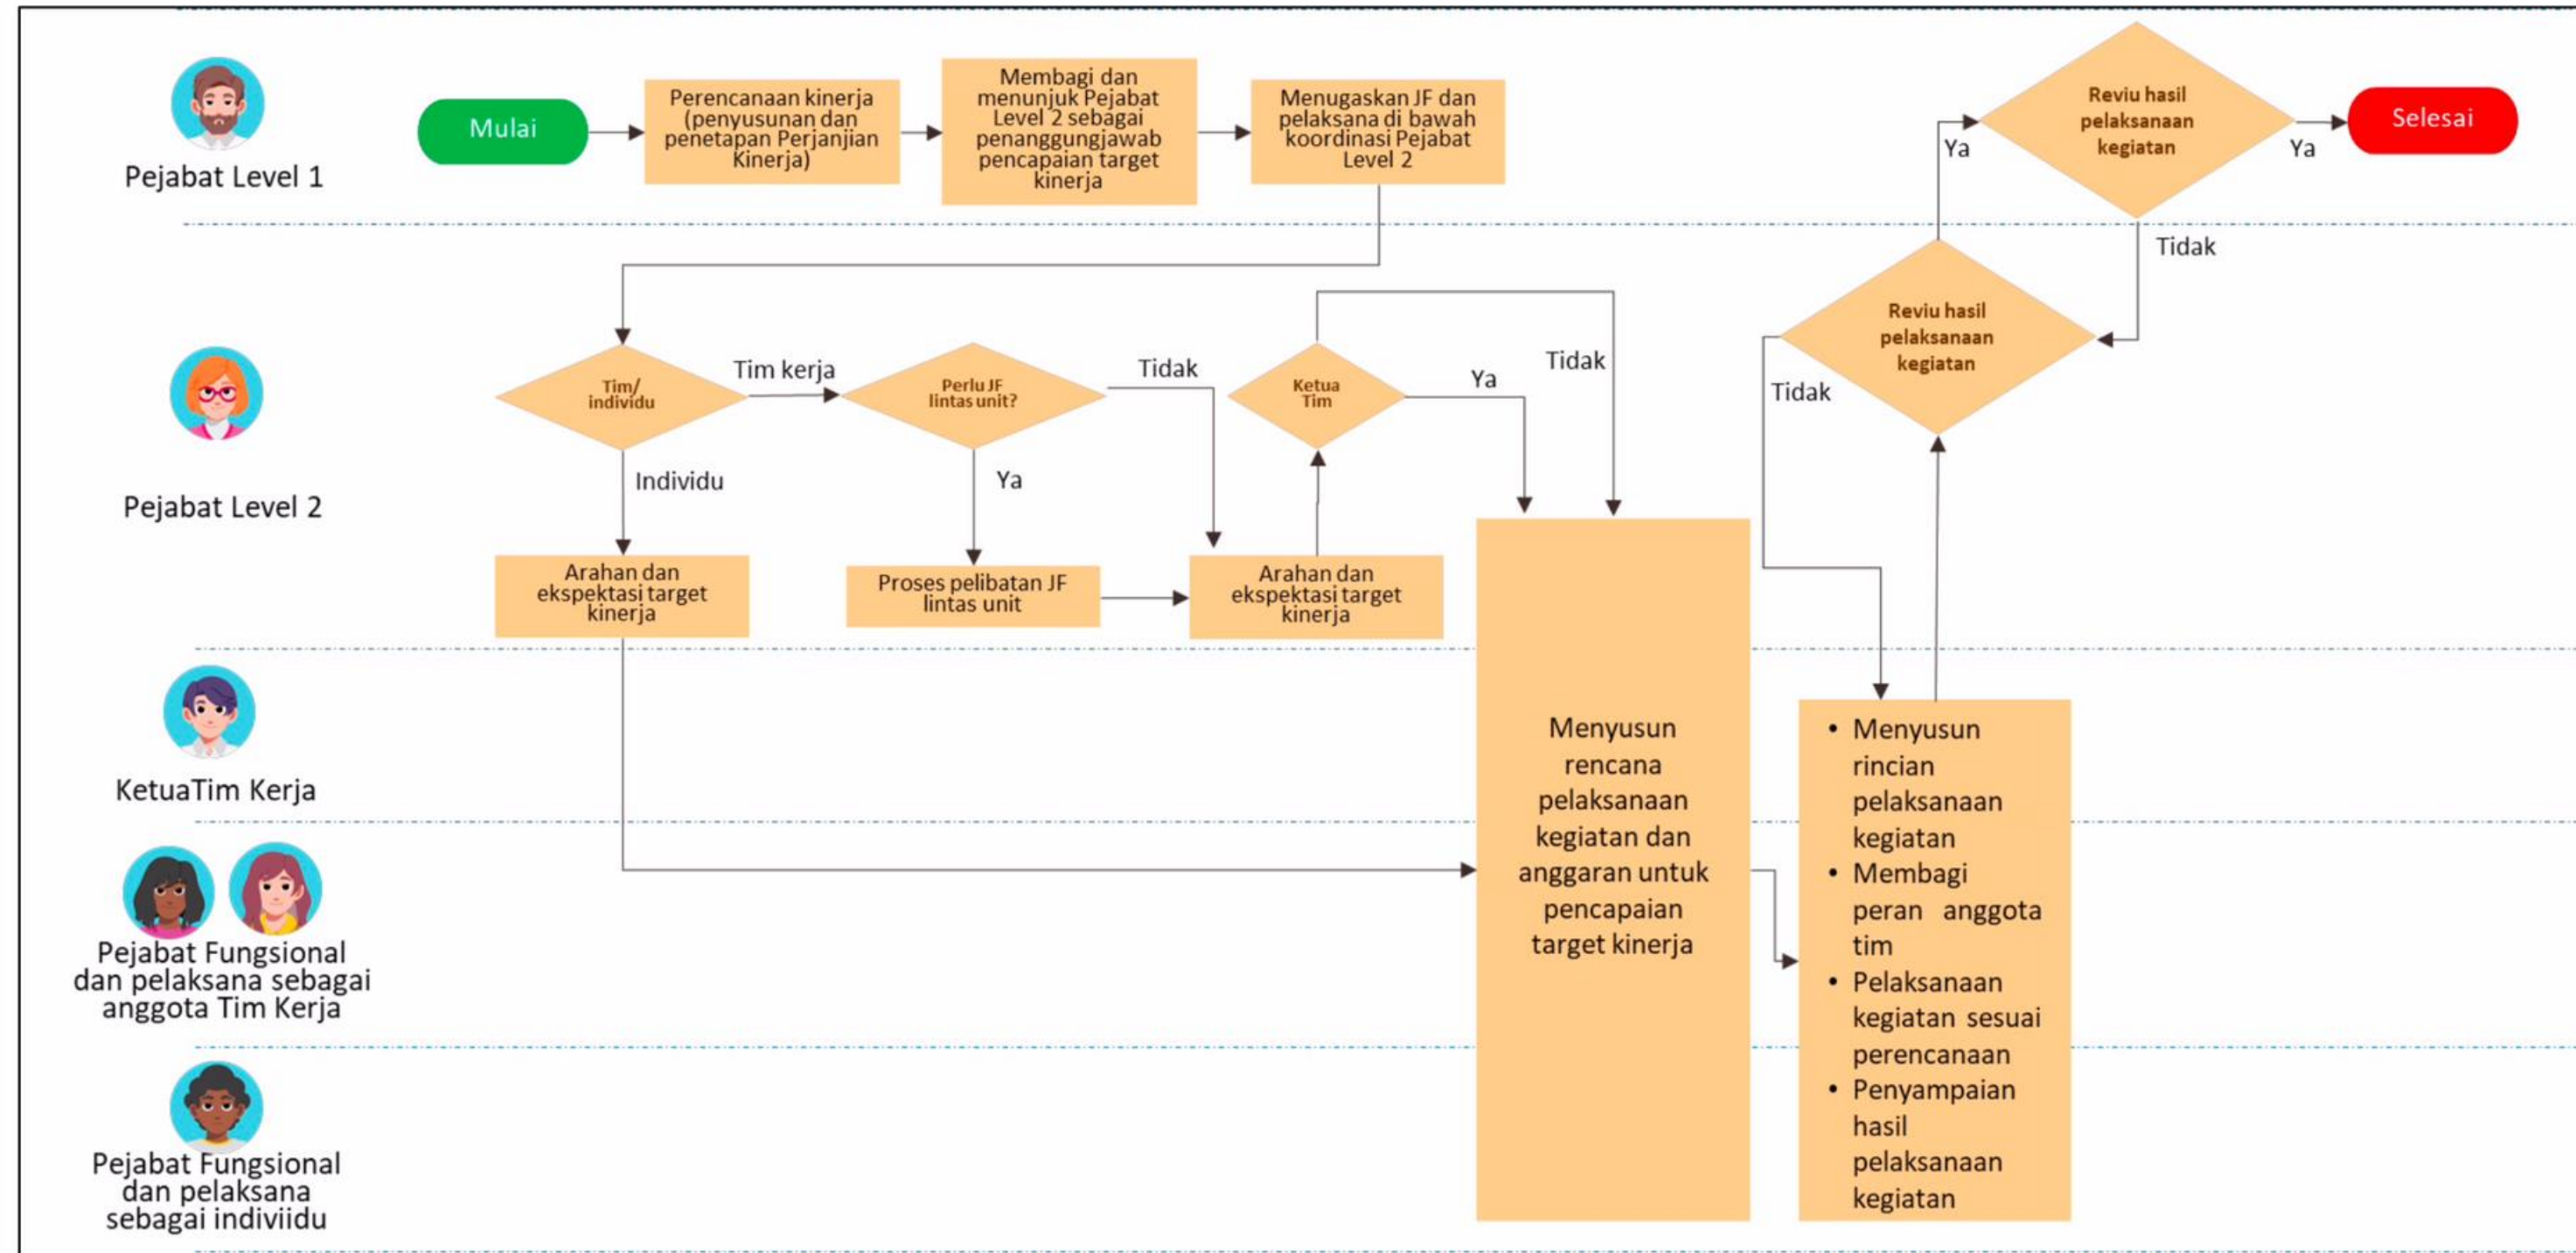 Pejabat Level 1
Mulai
Perencanaan kinerja
(penyusunan dan
penetapan Perjanjian
Kinerja)
Membagi dan
menunjuk Pejabat
Level 2 sebagai
penanggungjawab
pencapaian target
kinerja
Menugaskan JF dan
pelaksana di bawah
koordinasi Pejabat
Level 2
Ya
Reviu hasil
pelaksanaan
kegiatan
Ya
Selesai
Tidak
Pejabat Level 2
Tim/
individu
Tim kerja
Individu
Perlu JF
lintas unit?
Tidak
Ya
Ketua
Tim
Ya
Tidak
Reviu hasil
pelaksanaan
kegiatan
Tidak
Arahan dan
ekspektasi target
kinerja
Proses pelibatan JF
lintas unit
Arahan dan
ekspektasi target
kinerja
KetuaTim Kerja
Menyusun
rencana
pelaksanaan
kegiatan dan
anggaran untuk
pencapaian
target kinerja
• Menyusun
rincian
pelaksanaan
kegiatan
• Membagi
peran anggota
tim
• Pelaksanaan
kegiatan sesuai
perencanaan
• Penyampaian
hasil
pelaksanaan
kegiatan
Pejabat Fungsional
dan pelaksana sebagai
anggota Tim Kerja
Pejabat Fungsional
dan pelaksana
sebagai indiviidu